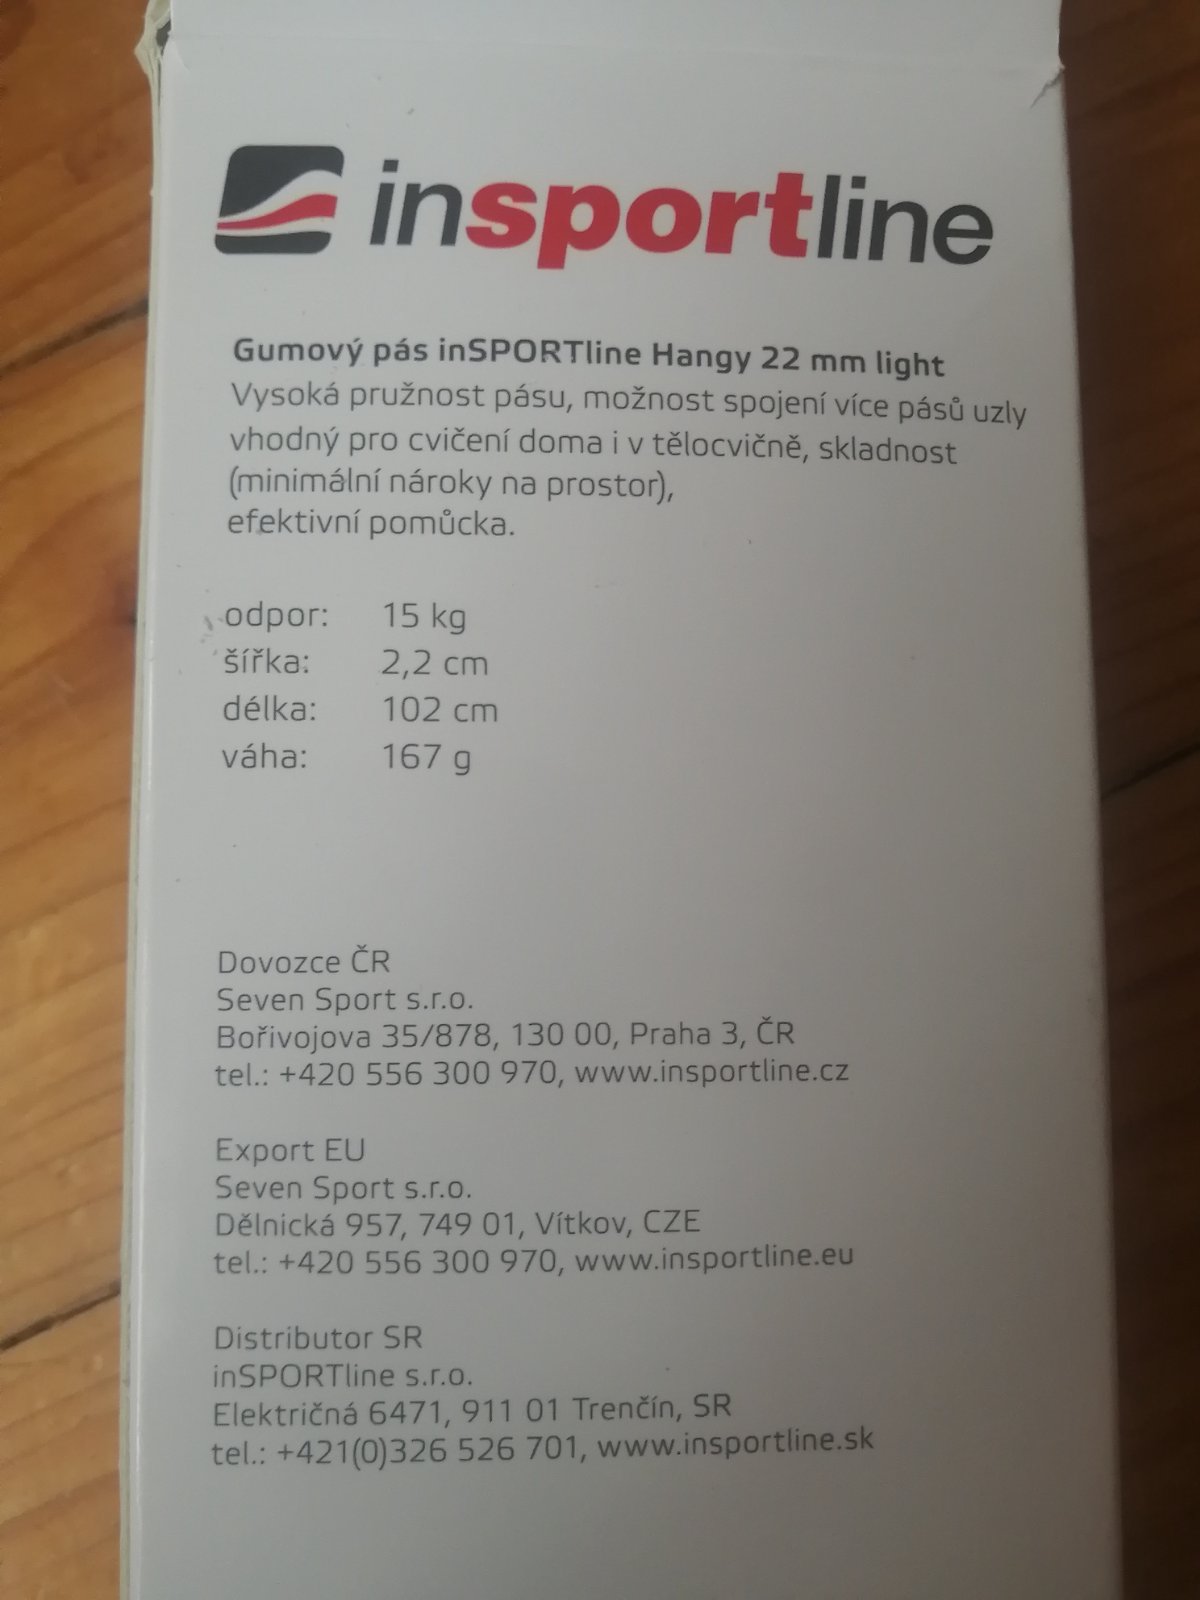 insportline
Gumový pás inSPORTline Hangy 22 mm light
Vysoká pružnost pásu, možnost spojení více pásů uzly
vhodný pro cvičení doma i v tělocvičně, skladnost
(minimální nároky na prostor),
efektivní pomůcka.
odpor: 15 kg
šířka: 2,2 cm
délka: 102 cm
váha: 167 g
Dovozce ČR
Seven Sport s.r.o.
Bořivojova 35/878, 130 00, Praha 3, ČR
tel.: +420 556 300 970, www.insportline.cz
Export EU
Seven Sport s.r.o.
Dělnická 957, 749 01, Vítkov, CZE
tel.: +420 556 300 970, www.insportline.eu
Distributor SR
inSPORTline s.r.o.
Električná 6471, 911 01 Trenčín, SR
tel.: +421(0)326 526 701, www.insportline.sk